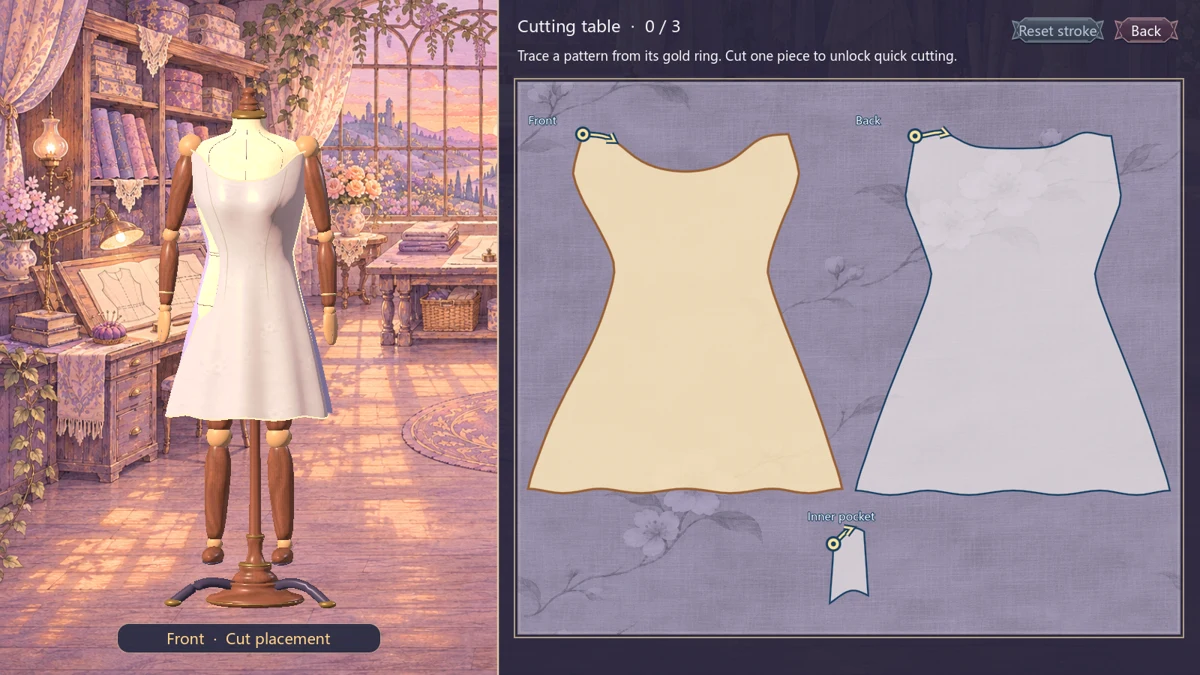 Cutting table · 0 / 3
Reset stroke
Back
Trace a pattern from its gold ring. Cut one piece to unlock quick cutting.
Front
Back
Inner pocket
Front · Cut placement